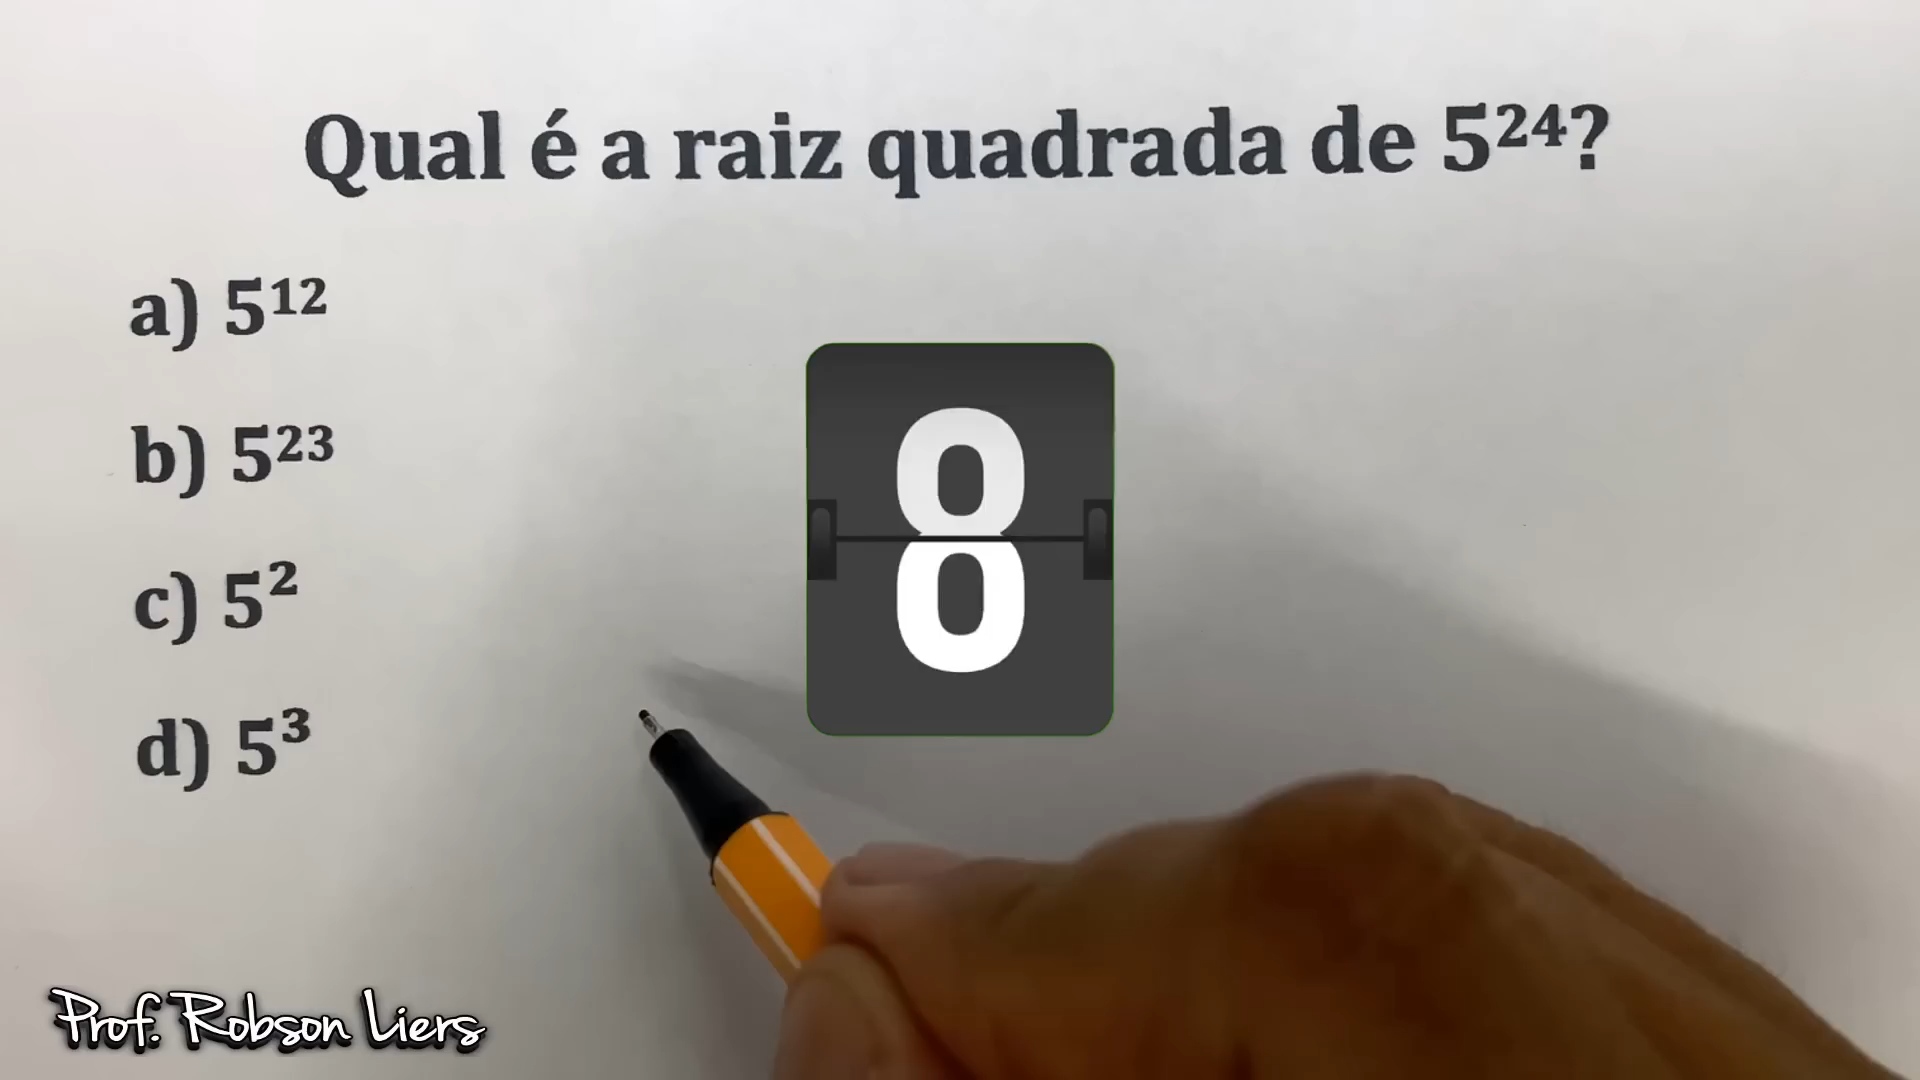 Qual é a raiz quadrada de 5²⁴?
a) 5¹²
b) 5²³
c) 5²
d) 5³
8
Prof. Robson Liers